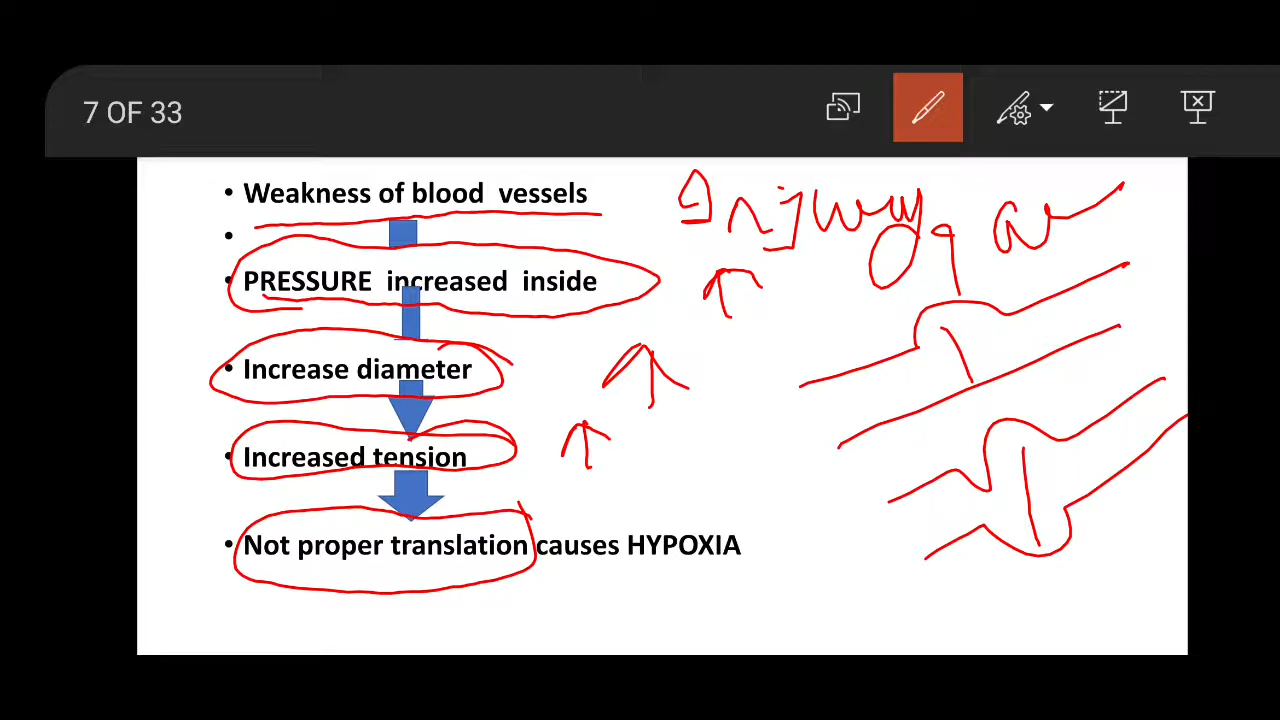 7 OF 33
• Weakness of blood vessels
Injury
•
• PRESSURE increased inside
• Increase diameter
• Increased tension
• Not proper translation causes HYPOXIA